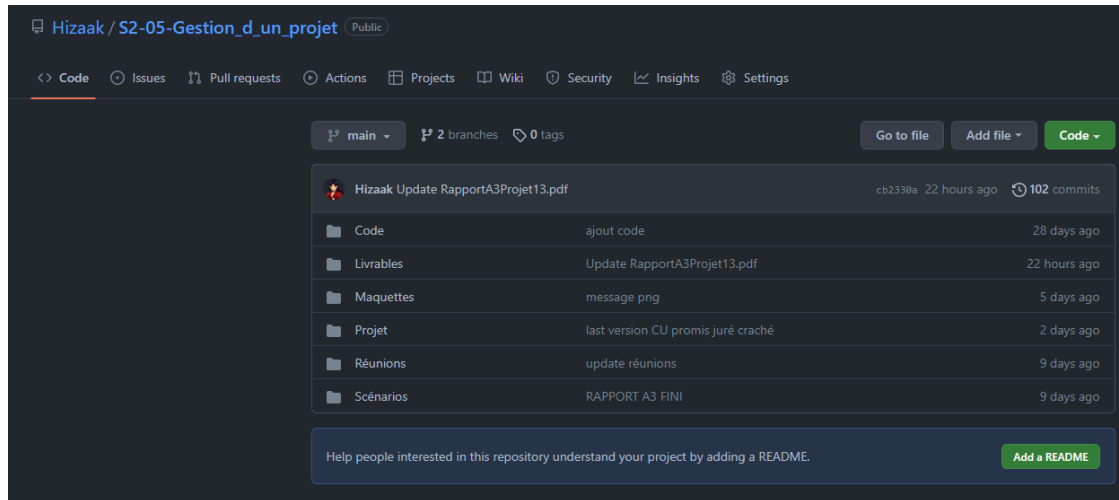 Hizaak / S2-05-Gestion_d_un_projet Public
Code Issues Pull requests Actions Projects Wiki Security Insights Settings
main 2 branches 0 tags Go to file Add file Code
Hizaak Update RapportA3Projet13.pdf cb2330a 22 hours ago 102 commits
Code ajout code 28 days ago
Livrables Update RapportA3Projet13.pdf 22 hours ago
Maquettes message png 5 days ago
Projet last version CU promis juré craché 2 days ago
Réunions update réunions 9 days ago
Scénarios RAPPORT A3 FINI 9 days ago
Help people interested in this repository understand your project by adding a README. Add a README